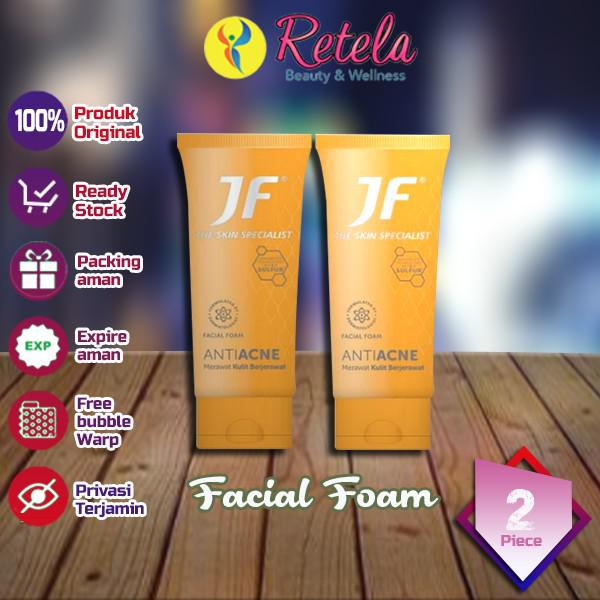 Retela
Beauty & Wellness
100%
Produk
Original
Ready
Stock
Packing
aman
EXP
Expire
aman
Free
bubble
Warp
Privasi
Terjamin
JF®
THE SKIN SPECIALIST
SULFUR
FACIAL FOAM
ANTIACNE
Merawat Kulit Berjerawat
JF®
THE SKIN SPECIALIST
SULFUR
FACIAL FOAM
ANTIACNE
Merawat Kulit Berjerawat
Facial Foam
2
Piece